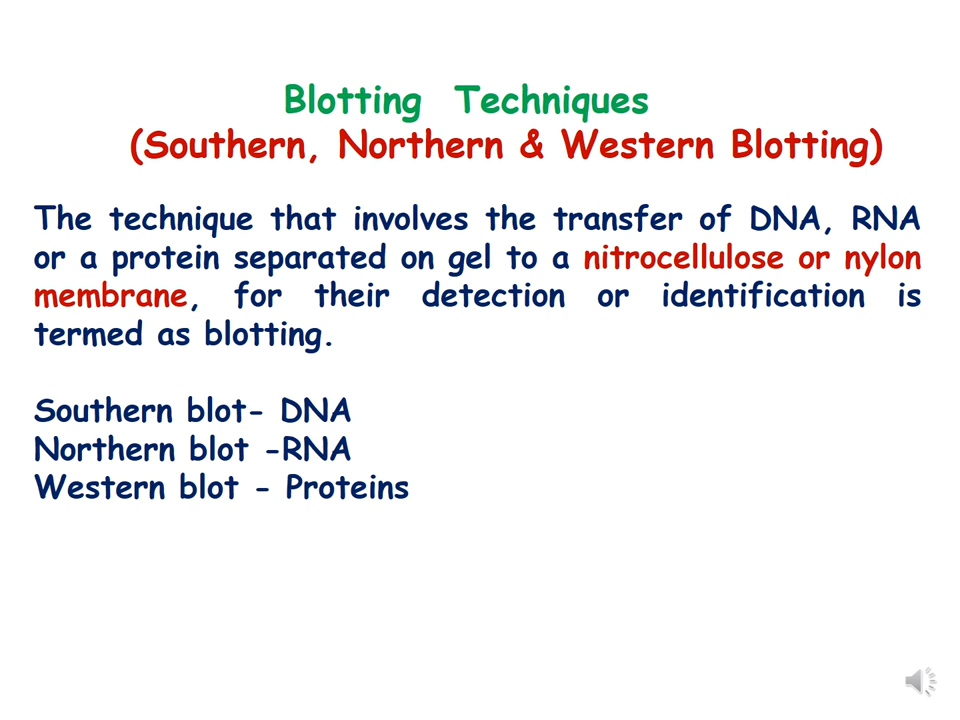 Blotting Techniques
(Southern, Northern & Western Blotting)
The technique that involves the transfer of DNA, RNA
or a protein separated on gel to a nitrocellulose or nylon
membrane, for their detection or identification is
termed as blotting.
Southern blot- DNA
Northern blot -RNA
Western blot - Proteins